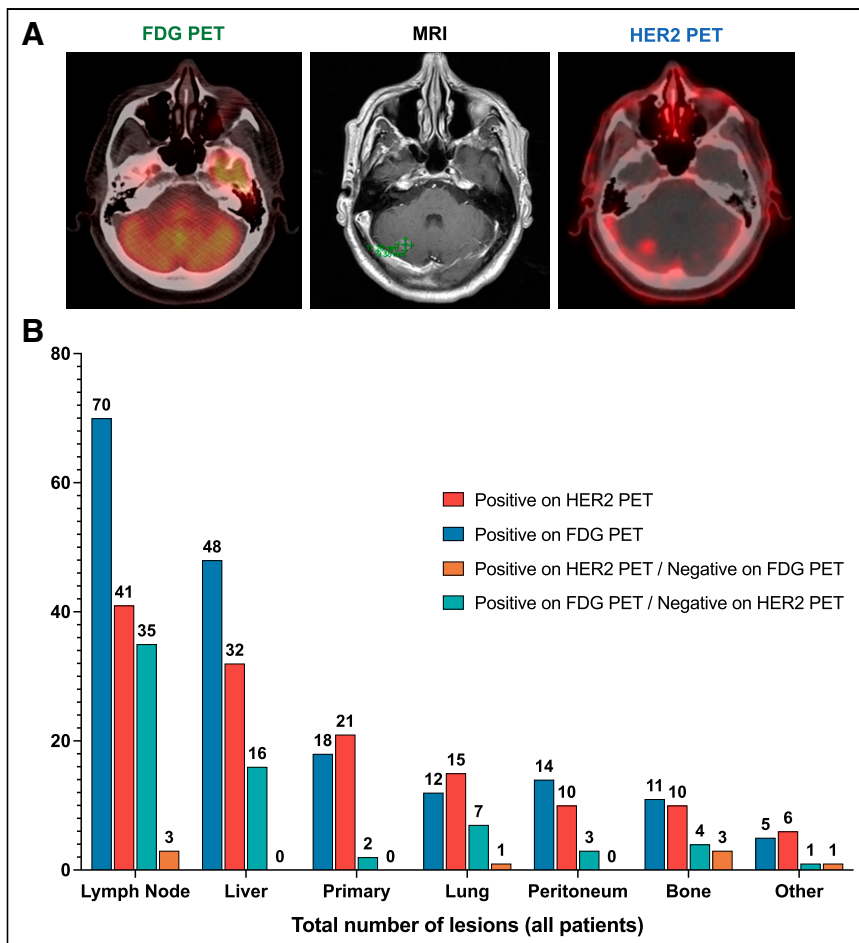 A
FDG PET
MRI
HER2 PET
B
80
60
40
20
0
70
41
35
3
48
32
16
0
18
21
2
0
12
15
7
1
14
10
3
0
11
10
4
3
5
6
1
1
Positive on HER2 PET
Positive on FDG PET
Positive on HER2 PET / Negative on FDG PET
Positive on FDG PET / Negative on HER2 PET
Lymph Node
Liver
Primary
Lung
Peritoneum
Bone
Other
Total number of lesions (all patients)